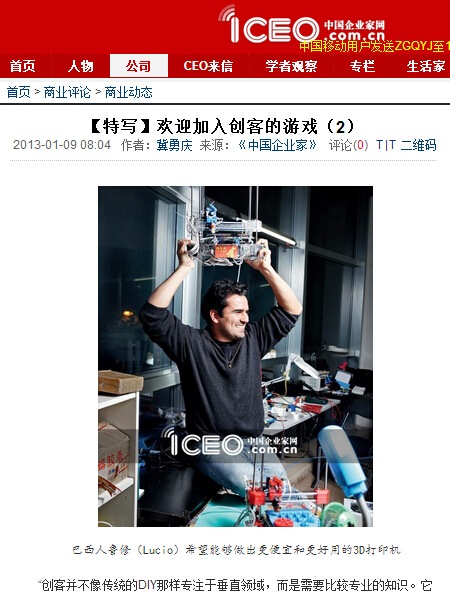 iCEO 中国企业家网
.com.cn
中国移动用户发送ZGQYJ至1
首页 人物 公司 CEO来信 学者观察 专栏 生活家
首页 > 商业评论 > 商业动态
【特写】欢迎加入创客的游戏（2）
2013-01-09 08:04 作者：冀勇庆 来源：《中国企业家》 评论(0) T|T 二维码
iCEO 中国企业家网
.com.cn
巴西人鲁修（Lucio）希望能够做出更便宜和更好用的3D打印机
“创客并不像传统的DIY那样专注于垂直领域，而是需要比较专业的知识。它